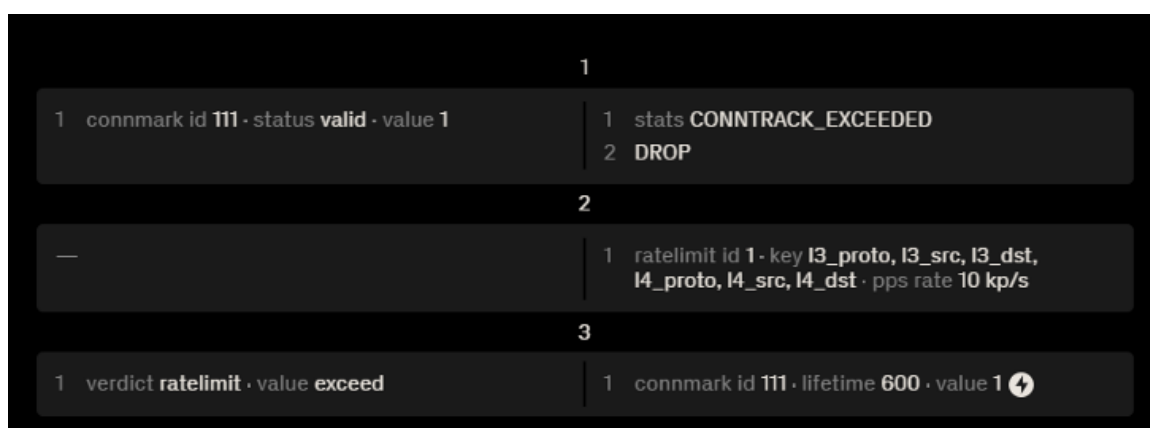 1
1 connmark id 111 · status valid · value 1
1 stats CONNTRACK_EXCEEDED
2 DROP
2
—
1 ratelimit id 1 · key l3_proto, l3_src, l3_dst,
l4_proto, l4_src, l4_dst · pps rate 10 kp/s
3
1 verdict ratelimit · value exceed
1 connmark id 111 · lifetime 600 · value 1